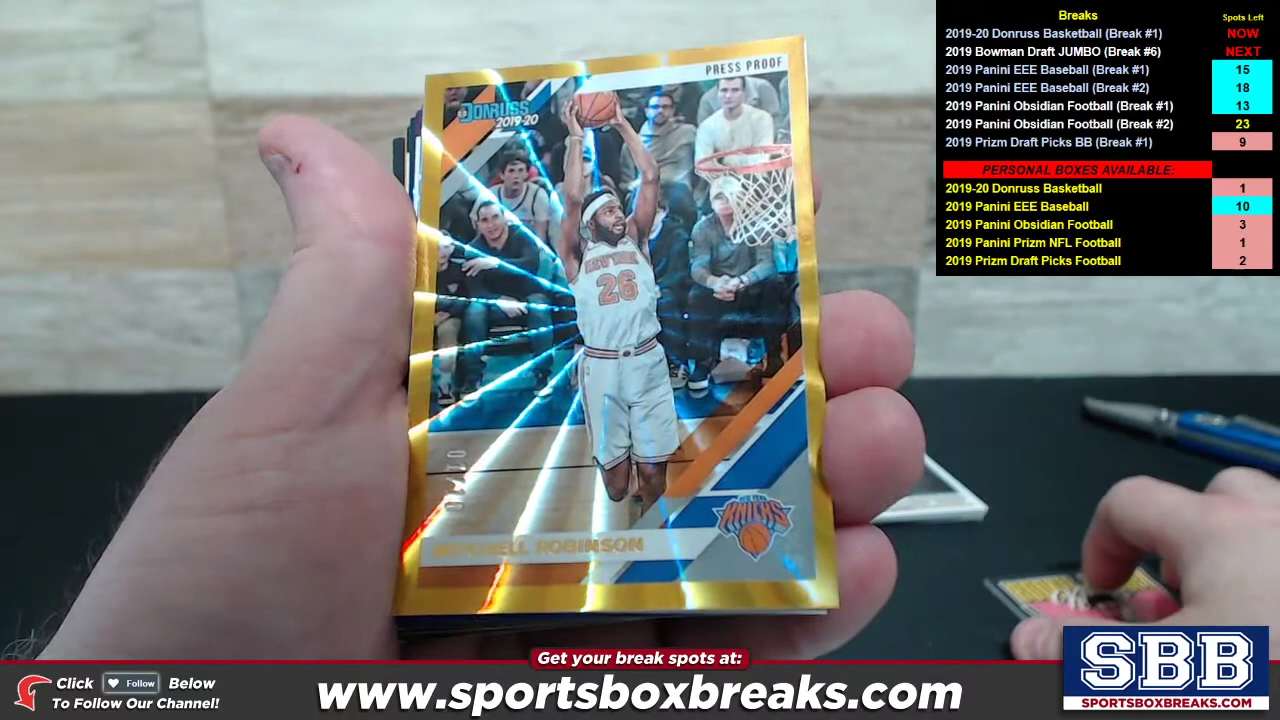 Breaks Spots Left
2019-20 Donruss Basketball (Break #1) NOW
2019 Bowman Draft JUMBO (Break #6) NEXT
2019 Panini EEE Baseball (Break #1) 15
2019 Panini EEE Baseball (Break #2) 18
2019 Panini Obsidian Football (Break #1) 13
2019 Panini Obsidian Football (Break #2) 23
2019 Prizm Draft Picks BB (Break #1) 9
PERSONAL BOXES AVAILABLE:
2019-20 Donruss Basketball 1
2019 Panini EEE Baseball 10
2019 Panini Obsidian Football 3
2019 Panini Prizm NFL Football 1
2019 Prizm Draft Picks Football 2
PRESS PROOF
DONRUSS
2019-20
NEW YORK
26
NEW YORK
KNICKS
MITCHELL ROBINSON
Get your break spots at:
Click Follow Below
To Follow Our Channel!
www.sportsboxbreaks.com
SBB
SPORTSBOXBREAKS.COM